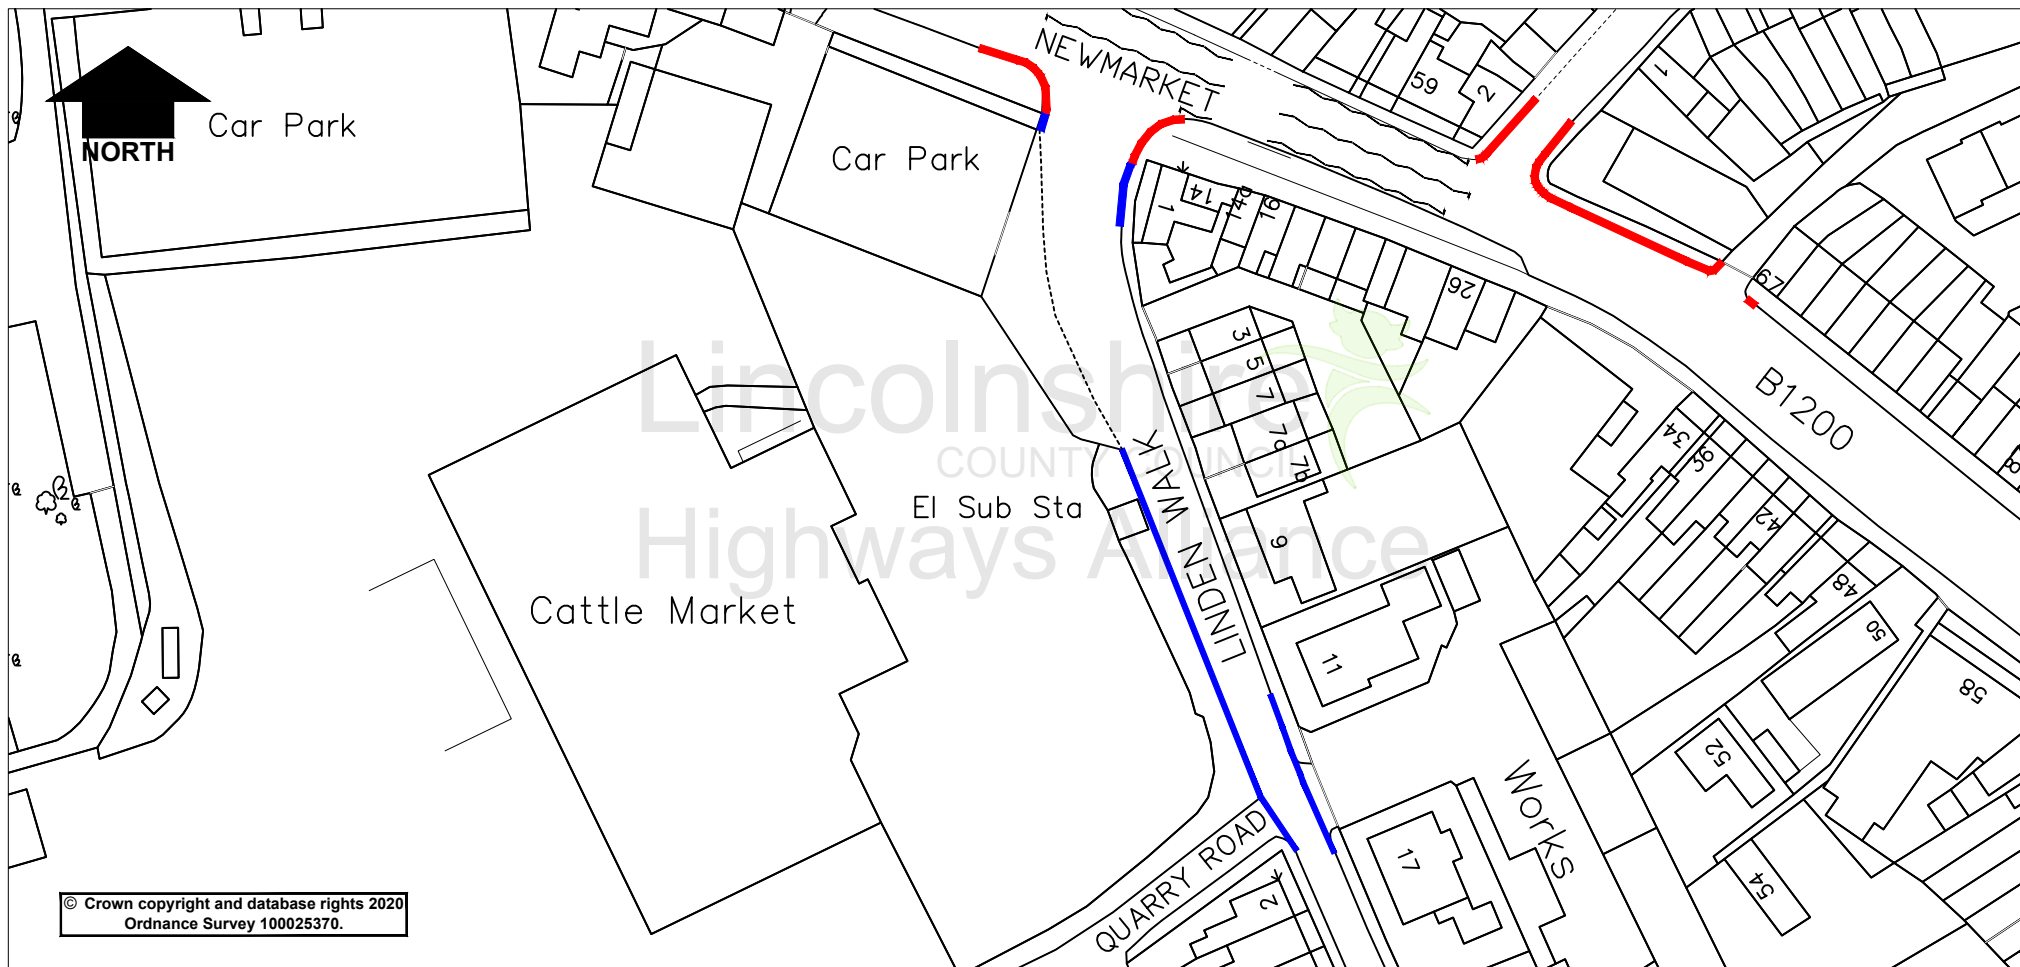 NORTH
Car Park
Car Park
NEWMARKET
59
2
1
1
14
14a
16
26
67
3
5
7
7a
7b
9
11
17
B1200
34
36
42
48
50
58
52
54
Lincolnshire
COUNTY COUNCIL
Highways Alliance
El Sub Sta
LINDEN WALK
Cattle Market
Works
QUARRY ROAD
2
© Crown copyright and database rights 2020
Ordnance Survey 100025370.